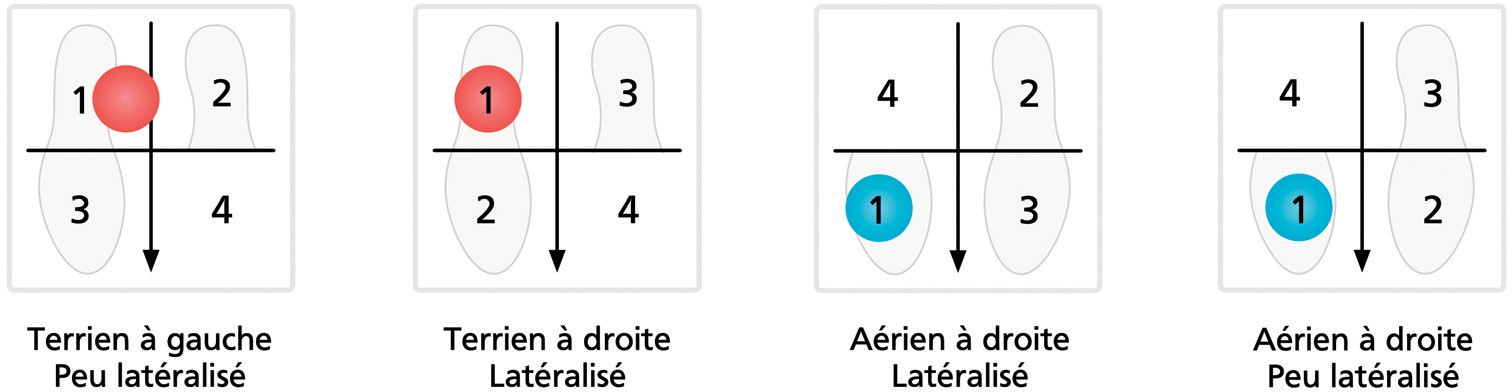 1 2
3 4
Terrien à gauche
Peu latéralisé
1 3
2 4
Terrien à droite
Latéralisé
4 2
1 3
Aérien à droite
Latéralisé
4 3
1 2
Aérien à droite
Peu latéralisé